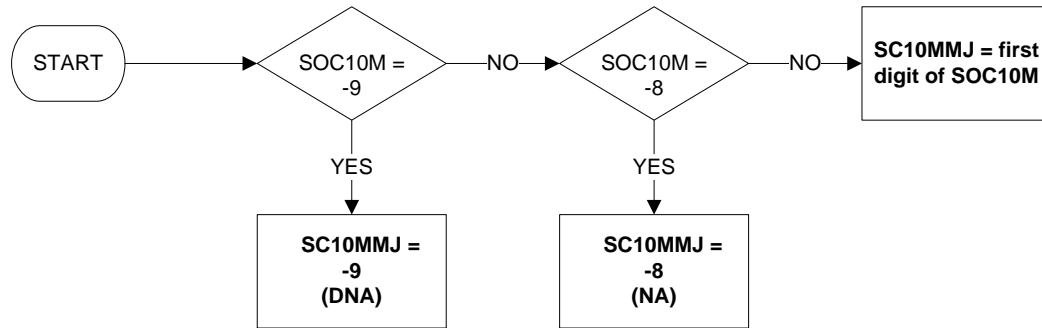 START
SOC10M =
-9
NO
SOC10M =
-8
NO
SC10MMJ = first
digit of SOC10M
YES
YES
SC10MMJ =
-9
(DNA)
SC10MMJ =
-8
(NA)